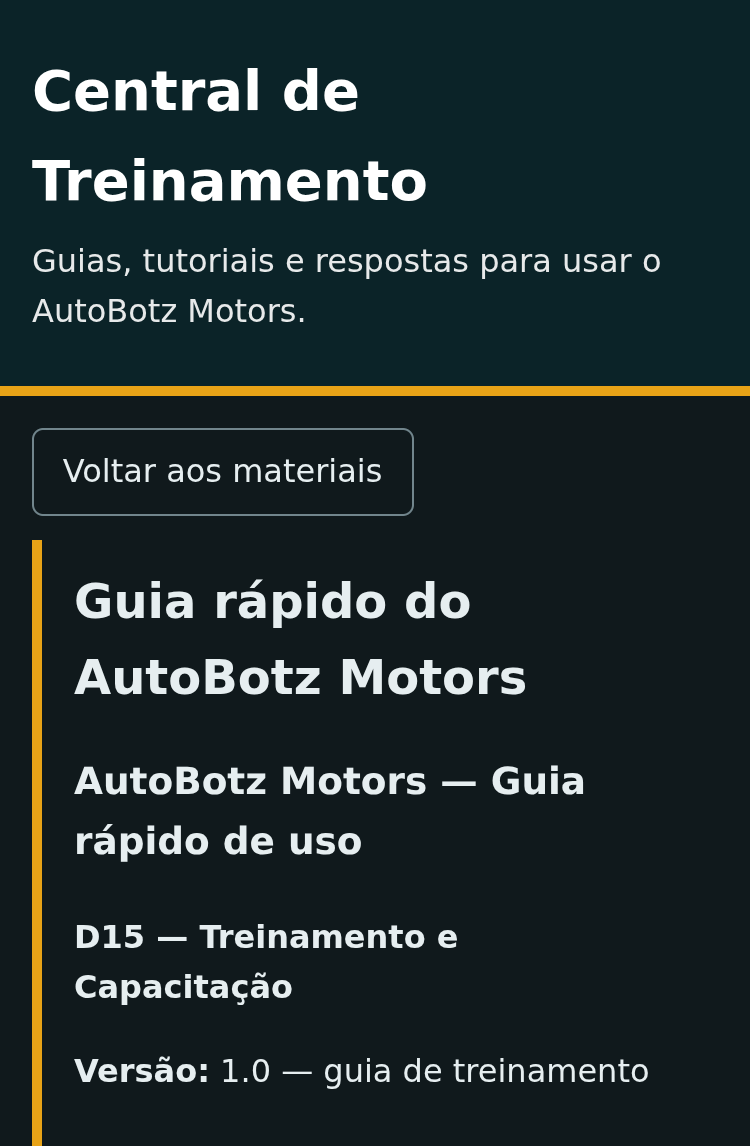 Central de
Treinamento
Guias, tutoriais e respostas para usar o
AutoBotz Motors.
Voltar aos materiais
Guia rápido do
AutoBotz Motors
AutoBotz Motors — Guia
rápido de uso
D15 — Treinamento e
Capacitação
Versão: 1.0 — guia de treinamento